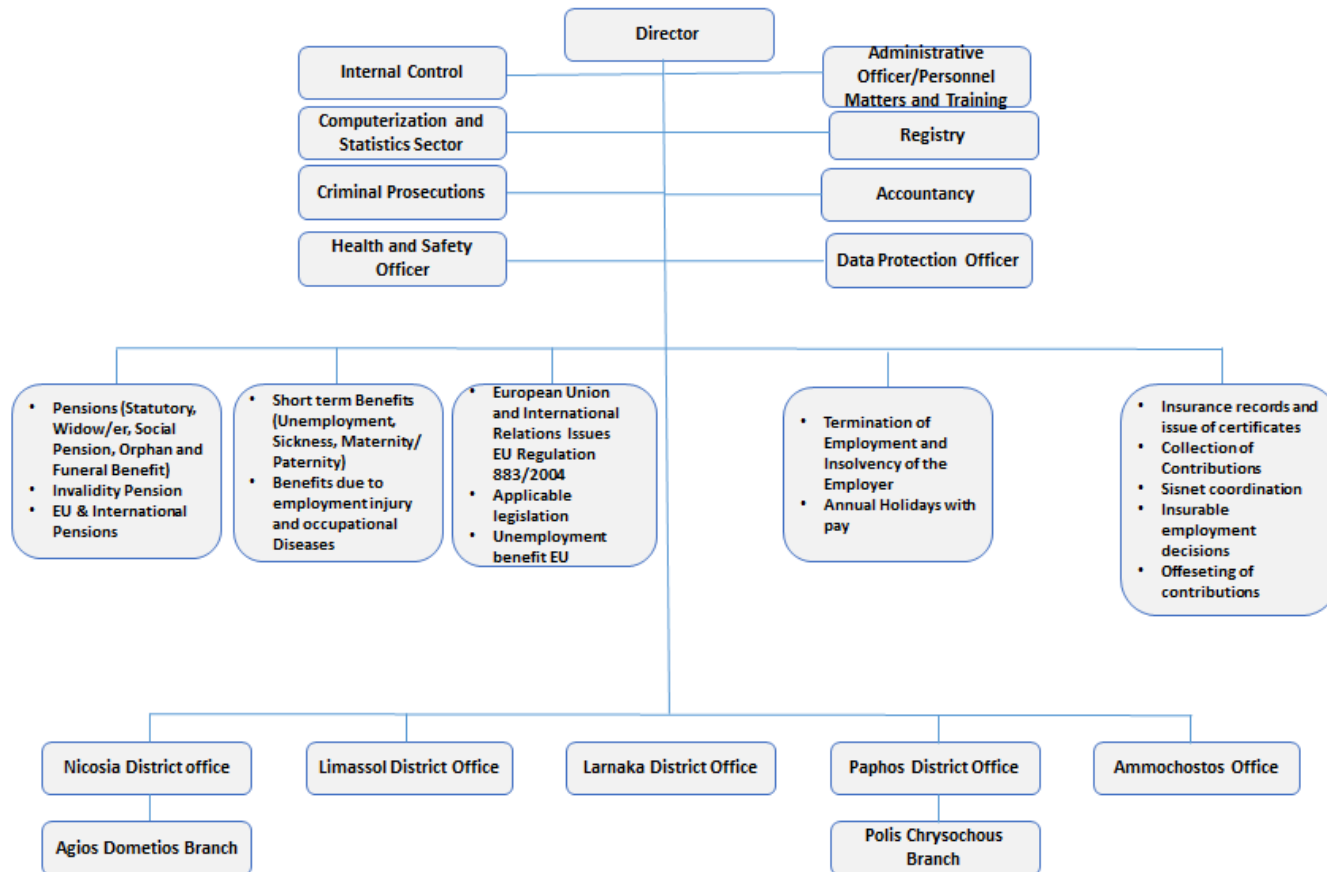 Director
Internal Control
Administrative
Officer/Personnel
Matters and Training
Computerization and
Statistics Sector
Registry
Criminal Prosecutions
Accountancy
Health and Safety
Officer
Data Protection Officer
• Pensions (Statutory,
Widow/er, Social
Pension, Orphan and
Funeral Benefit)
• Invalidity Pension
• EU & International
Pensions
• Short term Benefits
(Unemployment,
Sickness, Maternity/
Paternity)
• Benefits due to
employment injury
and occupational
Diseases
• European Union
and International
Relations Issues
EU Regulation
883/2004
• Applicable
legislation
• Unemployment
benefit EU
• Termination of
Employment and
Insolvency of the
Employer
• Annual Holidays with
pay
• Insurance records and
issue of certificates
• Collection of
Contributions
• Sisnet coordination
• Insurable
employment
decisions
• Offeseting of
contributions
Nicosia District office
Limassol District Office
Larnaka District Office
Paphos District Office
Ammochostos Office
Agios Dometios Branch
Polis Chrysochous
Branch